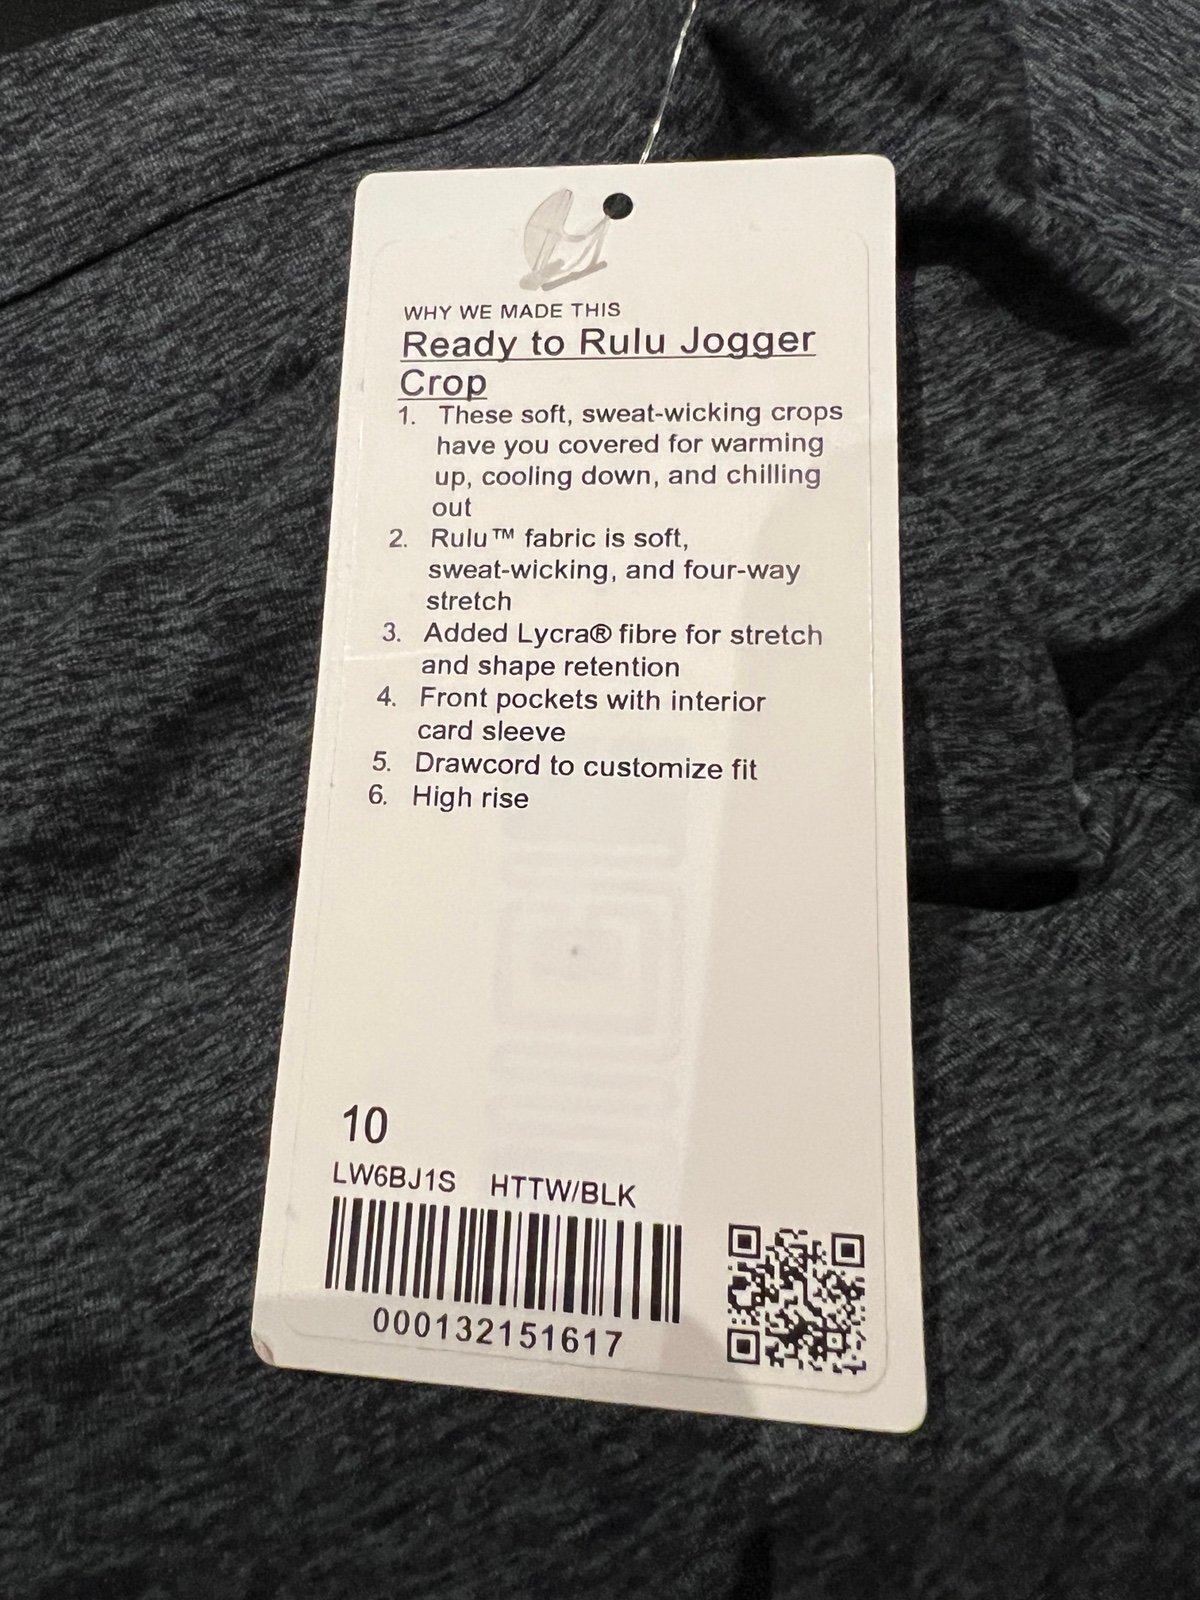 WHY WE MADE THIS
Ready to Rulu Jogger
Crop
1. These soft, sweat-wicking crops
have you covered for warming
up, cooling down, and chilling
out
2. Rulu™ fabric is soft,
sweat-wicking, and four-way
stretch
3. Added Lycra® fibre for stretch
and shape retention
4. Front pockets with interior
card sleeve
5. Drawcord to customize fit
6. High rise
10
LW6BJ1S HTTW/BLK
000132151617